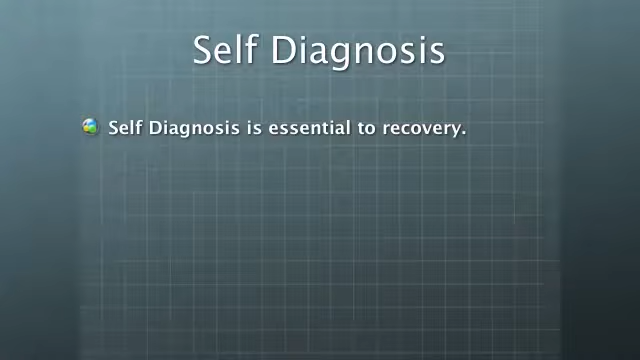 Self Diagnosis
Self Diagnosis is essential to recovery.